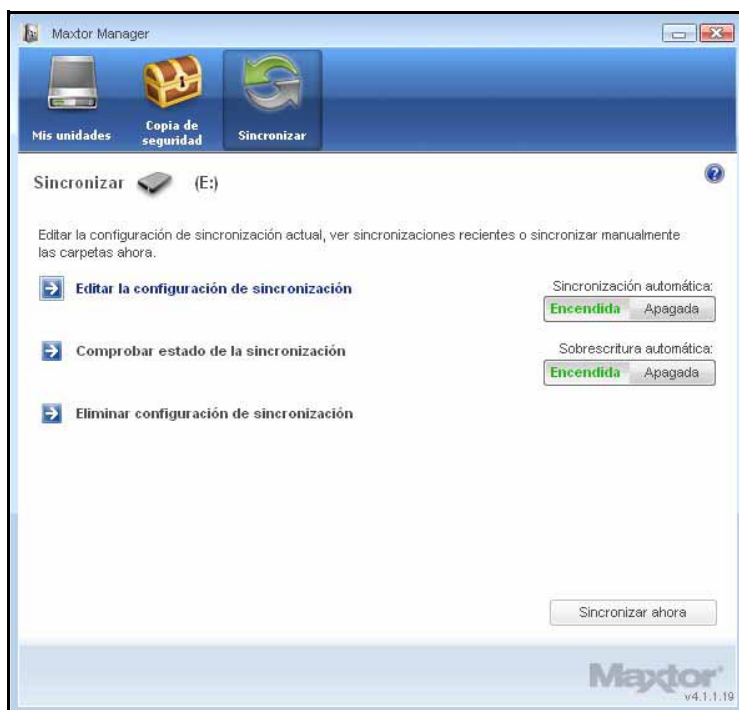 Maxtor Manager
Mis unidades
Copia de
seguridad
Sincronizar
Sincronizar (E:)
Editar la configuración de sincronización actual, ver sincronizaciones recientes o sincronizar manualmente
las carpetas ahora.
Editar la configuración de sincronización
Sincronización automática:
Encendida Apagada
Comprobar estado de la sincronización
Sobrescritura automática:
Encendida Apagada
Eliminar configuración de sincronización
Sincronizar ahora
Maxtor
v4.1.1.19